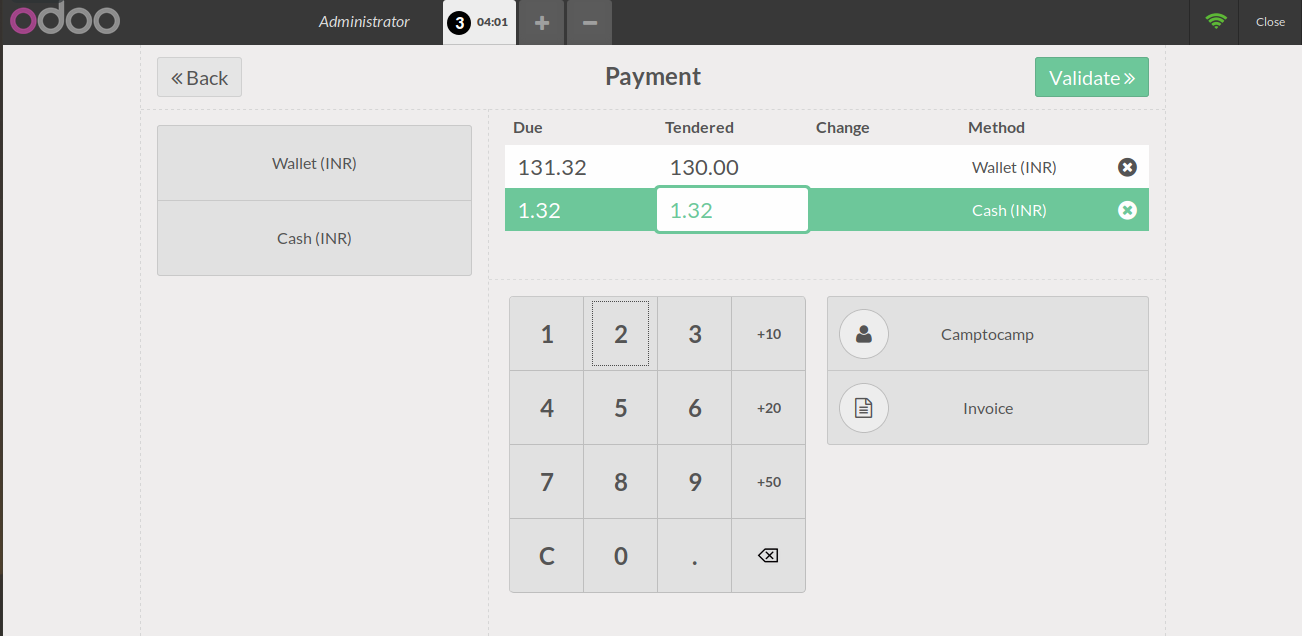 odoo Administrator 3 04:01 + − Close
« Back Payment Validate »
Due Tendered Change Method
Wallet (INR)
131.32 130.00 Wallet (INR)
1.32 1.32 Cash (INR)
Cash (INR)
1 2 3 +10
Camptocamp
4 5 6 +20
Invoice
7 8 9 +50
C 0 .